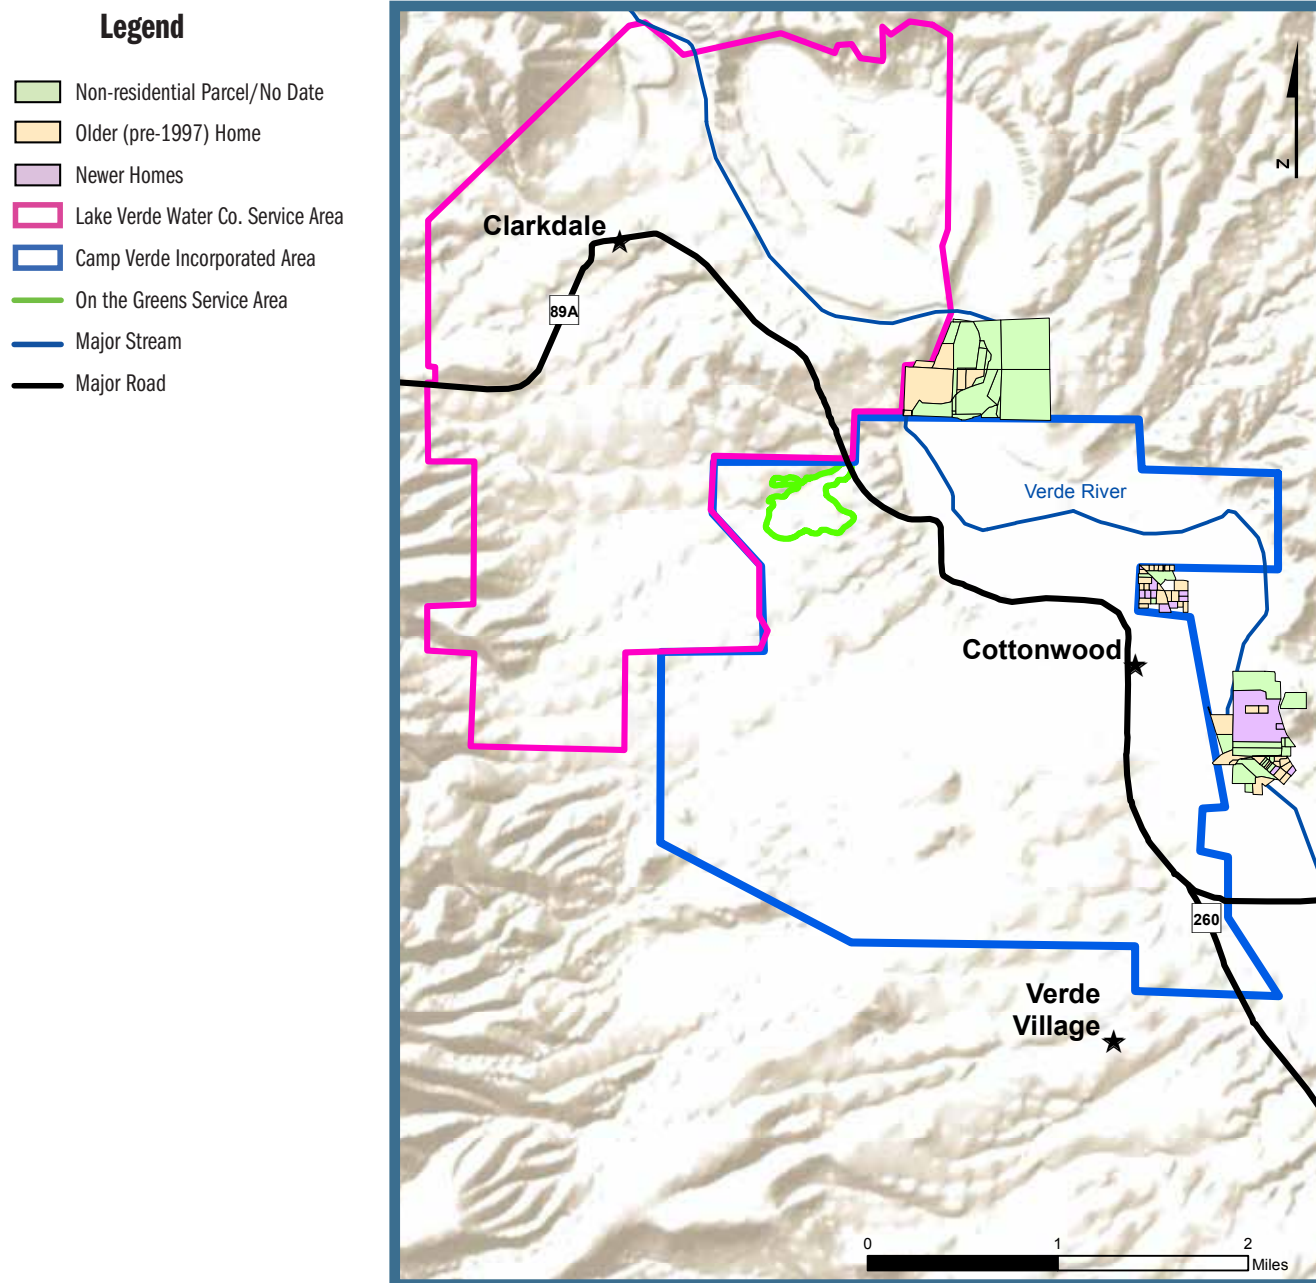 Legend
Non-residential Parcel/No Date
Older (pre-1997) Home
Newer Homes
Lake Verde Water Co. Service Area
Camp Verde Incorporated Area
On the Greens Service Area
Major Stream
Major Road
N
Clarkdale
89A
Verde River
Cottonwood
260
Verde
Village
0 1 2
Miles